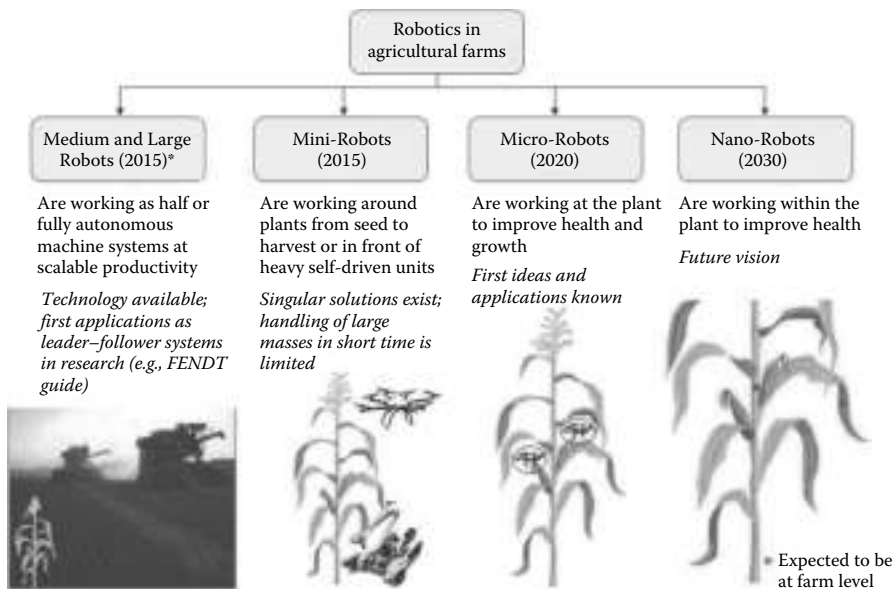 Robotics in
agricultural farms
Medium and Large
Robots (2015)*
Are working as half or
fully autonomous
machine systems at
scalable productivity
Technology available;
first applications as
leader–follower systems
in research (e.g., FENDT
guide)
Mini-Robots
(2015)
Are working around
plants from seed to
harvest or in front of
heavy self-driven units
Singular solutions exist;
handling of large
masses in short time is
limited
Micro-Robots
(2020)
Are working at the plant
to improve health and
growth
First ideas and
applications known
Nano-Robots
(2030)
Are working within the
plant to improve health
Future vision
* Expected to be
at farm level